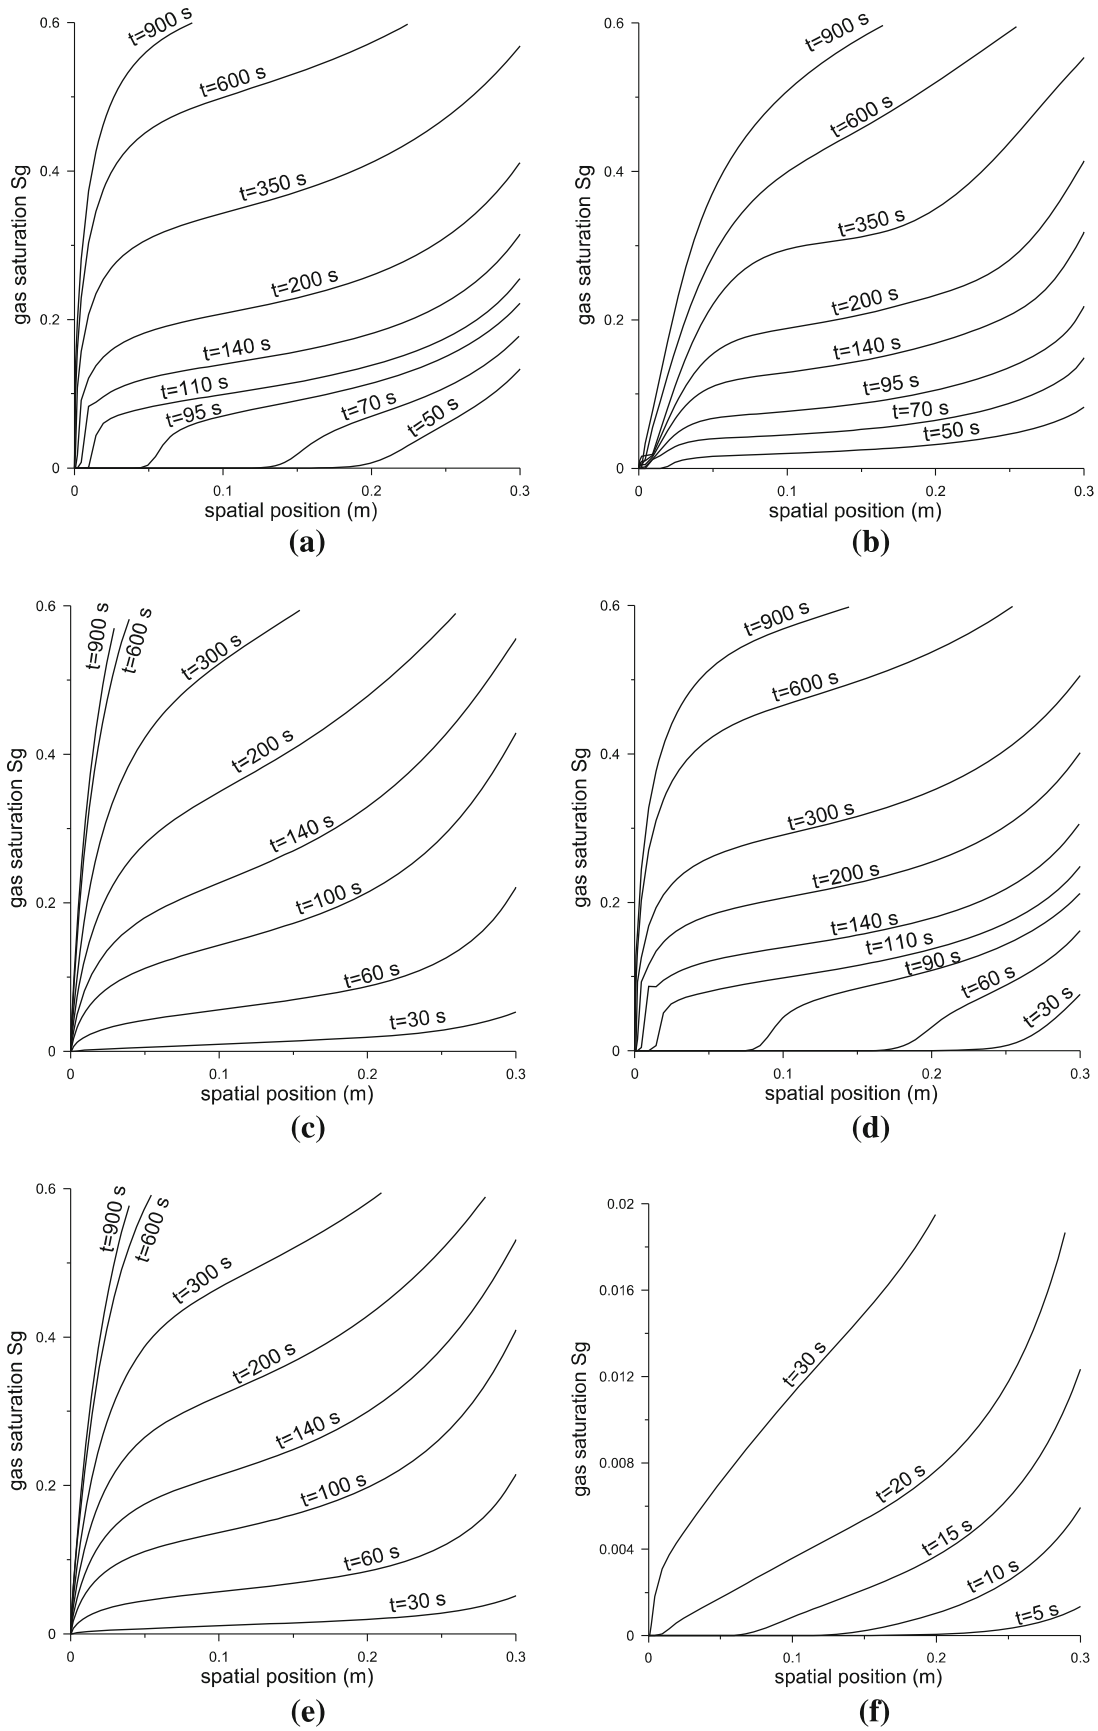 0.6
0.4
0.2
0
gas saturation Sg
t=900 s
t=600 s
t=350 s
t=200 s
t=140 s
t=110 s
t=95 s
t=70 s
t=50 s
0
0.1
0.2
0.3
spatial position (m)
(a)
0.6
0.4
0.2
0
gas saturation Sg
t=900 s
t=600 s
t=350 s
t=200 s
t=140 s
t=95 s
t=70 s
t=50 s
0
0.1
0.2
0.3
spatial position (m)
(b)
0.6
0.4
0.2
0
gas saturation Sg
t=900 s
t=600 s
t=300 s
t=200 s
t=140 s
t=100 s
t=60 s
t=30 s
0
0.1
0.2
0.3
spatial position (m)
(c)
0.6
0.4
0.2
0
gas saturation Sg
t=900 s
t=600 s
t=300 s
t=200 s
t=140 s
t=110 s
t=90 s
t=60 s
t=30 s
0
0.1
0.2
0.3
spatial position (m)
(d)
0.6
0.4
0.2
0
gas saturation Sg
t=900 s
t=600 s
t=300 s
t=200 s
t=140 s
t=100 s
t=60 s
t=30 s
0
0.1
0.2
0.3
spatial position (m)
(e)
0.02
0.016
0.012
0.008
0.004
0
gas saturation Sg
t=30 s
t=20 s
t=15 s
t=10 s
t=5 s
0
0.1
0.2
0.3
spatial position (m)
(f)